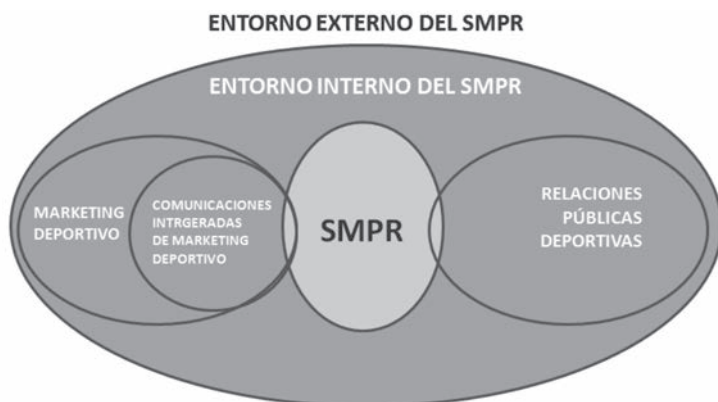 ENTORNO EXTERNO DEL SMPR
ENTORNO INTERNO DEL SMPR
MARKETING
DEPORTIVO
COMUNICACIONES
INTRGERADAS
DE MARKETING
DEPORTIVO
SMPR
RELACIONES
PÚBLICAS
DEPORTIVAS